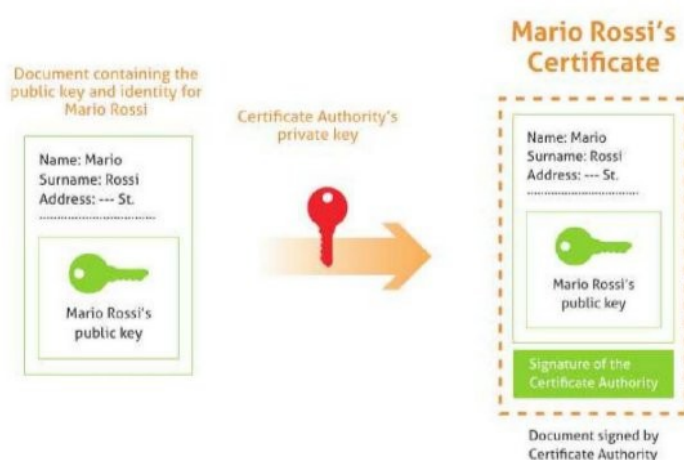 Document containing the
public key and identity for
Mario Rossi
Name: Mario
Surname: Rossi
Address: --- St.
Mario Rossi's
public key
Certificate Authority's
private key
Mario Rossi's
Certificate
Name: Mario
Surname: Rossi
Address: --- St.
Mario Rossi's
public key
Signature of the
Certificate Authority
Document signed by
Certificate Authority